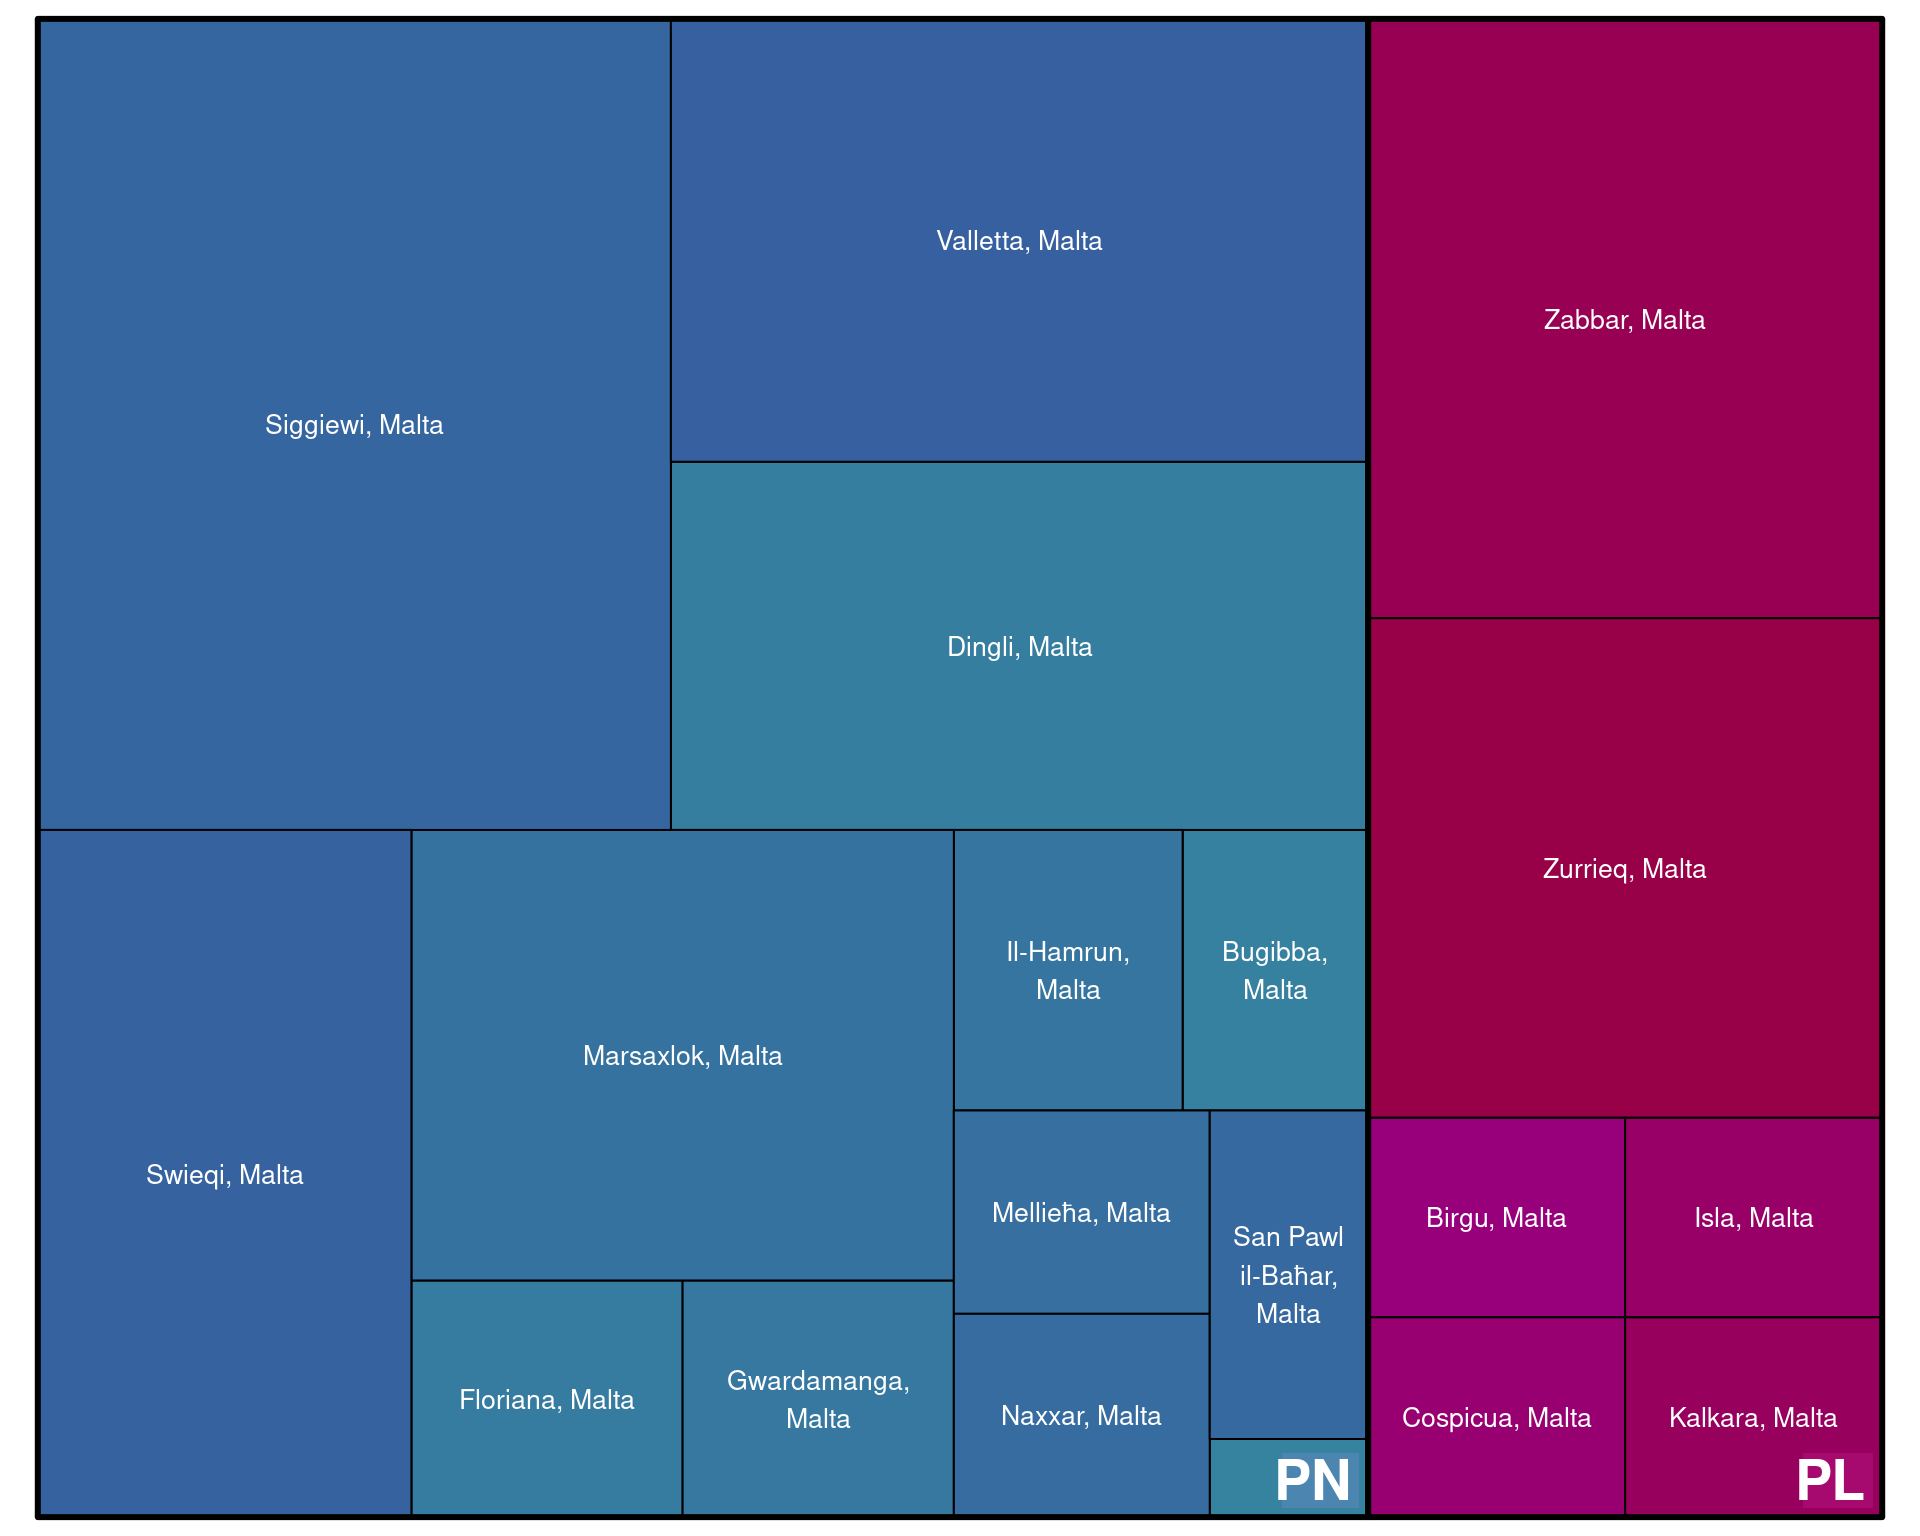 Valletta, Malta
Zabbar, Malta
Siggiewi, Malta
Dingli, Malta
Zurrieq, Malta
Il-Hamrun,
Malta
Bugibba,
Malta
Marsaxlok, Malta
Swieqi, Malta
Mellieħa, Malta
San Pawl
il-Baħar,
Malta
Birgu, Malta
Isla, Malta
Floriana, Malta
Gwardamanga,
Malta
Naxxar, Malta
Cospicua, Malta
Kalkara, Malta
PN
PL